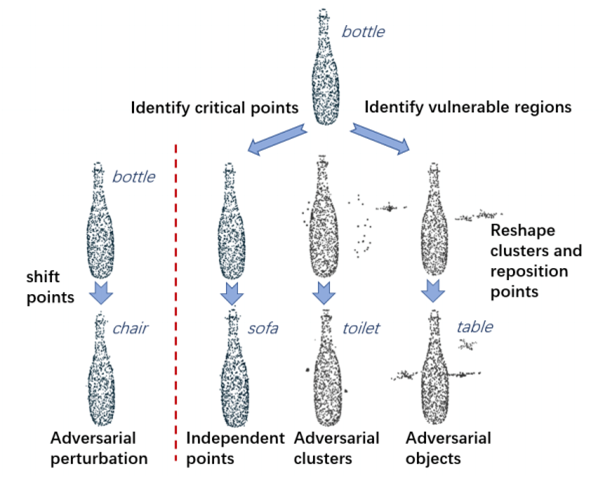 bottle
Identify critical points
Identify vulnerable regions
bottle
Reshape
clusters and
reposition
points
shift
points
chair
sofa
toilet
table
Adversarial
perturbation
Independent
points
Adversarial
clusters
Adversarial
objects